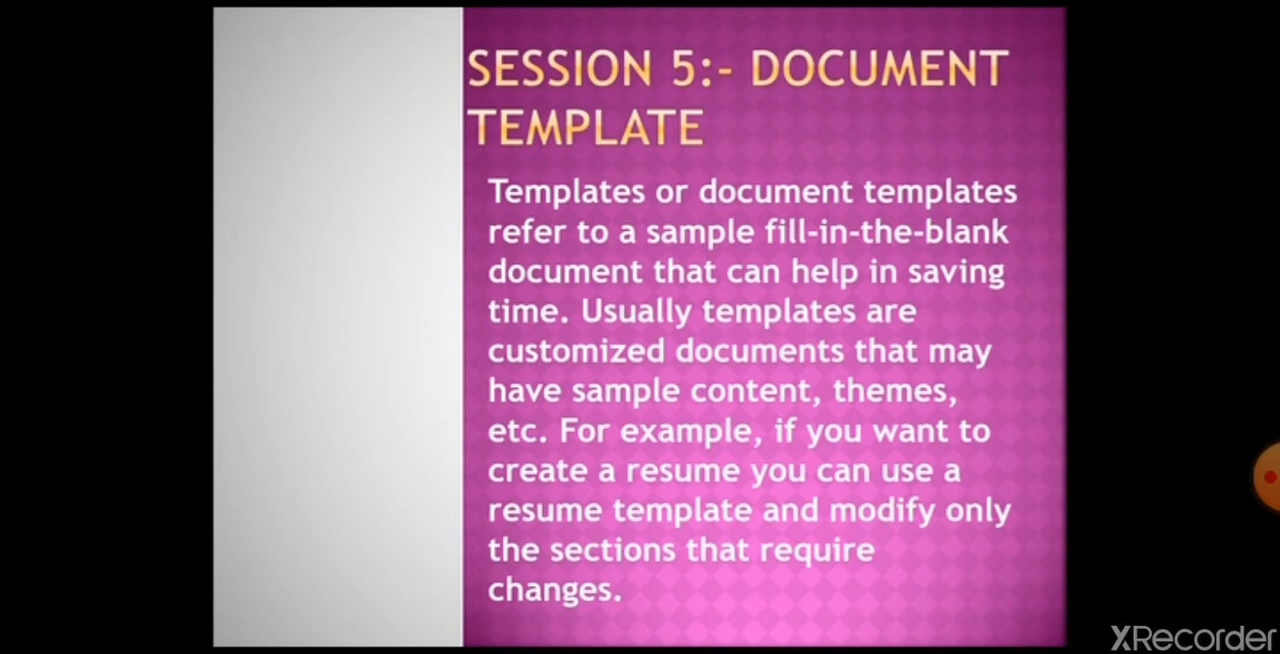 SESSION 5:- DOCUMENT
TEMPLATE
Templates or document templates
refer to a sample fill-in-the-blank
document that can help in saving
time. Usually templates are
customized documents that may
have sample content, themes,
etc. For example, if you want to
create a resume you can use a
resume template and modify only
the sections that require
changes.
XRecorder